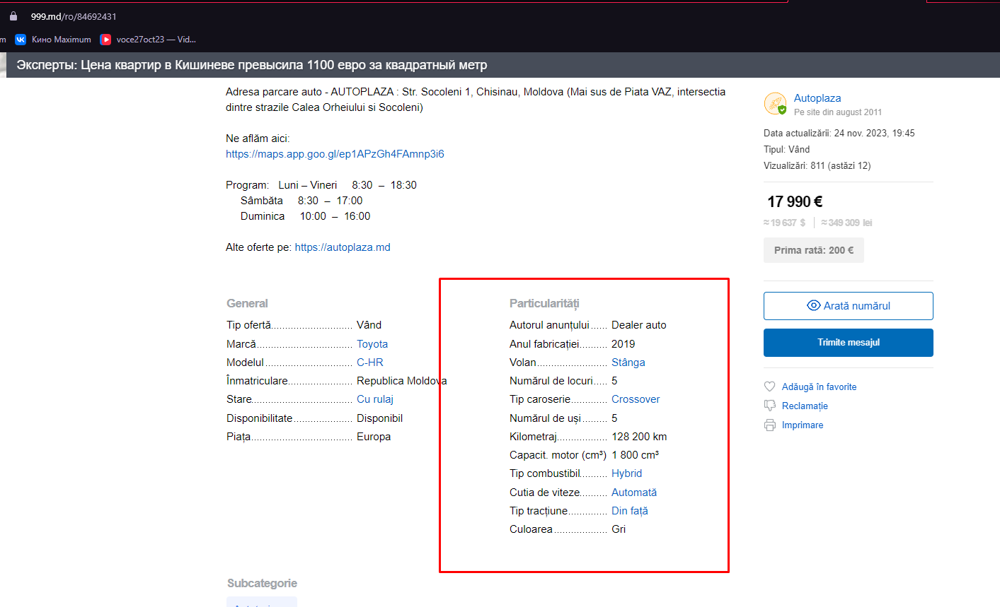 999.md/ro/84692431
m
Кино Maximum
voce27oct23 — Vid...
Эксперты: Цена квартир в Кишиневе превысила 1100 евро за квадратный метр
Adresa parcare auto - AUTOPLAZA : Str. Socoleni 1, Chisinau, Moldova (Mai sus de Piata VAZ, intersectia
dintre strazile Calea Orheiului si Socoleni)
Ne aflăm aici:
https://maps.app.goo.gl/ep1APzGh4FAmnp3i6
Program: Luni – Vineri 8:30 – 18:30
Sâmbăta 8:30 – 17:00
Duminica 10:00 – 16:00
Alte oferte pe: https://autoplaza.md
General
Tip ofertă Vând
Marcă Toyota
Modelul C-HR
Înmatriculare Republica Moldova
Stare Cu rulaj
Disponibilitate Disponibil
Piața Europa
Particularități
Autorul anunțului Dealer auto
Anul fabricației 2019
Volan Stânga
Numărul de locuri 5
Tip caroserie Crossover
Numărul de uși 5
Kilometraj 128 200 km
Capacit. motor (cm³) 1 800 cm³
Tip combustibil Hybrid
Cutia de viteze Automată
Tip tracțiune Din față
Culoarea Gri
Subcategorie
Autoplaza
Pe site din august 2011
Data actualizării: 24 nov. 2023, 19:45
Tipul: Vând
Vizualizări: 811 (astăzi 12)
17 990 €
≈ 19 637 $ | ≈ 349 309 lei
Prima rată: 200 €
Arată numărul
Trimite mesajul
Adăugă în favorite
Reclamație
Imprimare